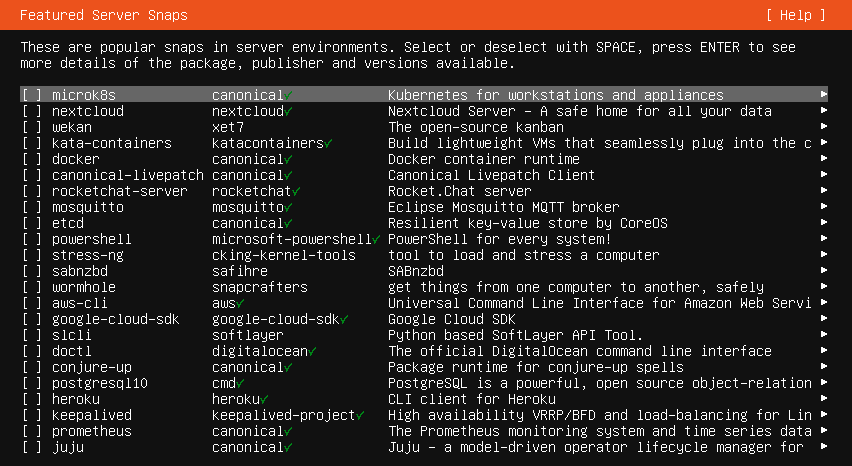 Featured Server Snaps [ Help ]
These are popular snaps in server environments. Select or deselect with SPACE, press ENTER to see
more details of the package, publisher and versions available.
[ ] microk8s canonical✓ Kubernetes for workstations and appliances ▸
[ ] nextcloud nextcloud✓ Nextcloud Server – A safe home for all your data ▸
[ ] wekan xet7 The open-source kanban ▸
[ ] kata-containers katacontainers✓ Build lightweight VMs that seamlessly plug into the c ▸
[ ] docker canonical✓ Docker container runtime ▸
[ ] canonical-livepatch canonical✓ Canonical Livepatch Client ▸
[ ] rocketchat-server rocketchat✓ Rocket.Chat server ▸
[ ] mosquitto mosquitto✓ Eclipse Mosquitto MQTT broker ▸
[ ] etcd canonical✓ Resilient key-value store by CoreOS ▸
[ ] powershell microsoft-powershell✓ PowerShell for every system! ▸
[ ] stress-ng cking-kernel-tools tool to load and stress a computer ▸
[ ] sabnzbd safihre SABnzbd ▸
[ ] wormhole snapcrafters get things from one computer to another, safely ▸
[ ] aws-cli aws✓ Universal Command Line Interface for Amazon Web Servi ▸
[ ] google-cloud-sdk google-cloud-sdk✓ Google Cloud SDK ▸
[ ] slcli softlayer Python based SoftLayer API Tool. ▸
[ ] doctl digitalocean✓ The official DigitalOcean command line interface ▸
[ ] conjure-up canonical✓ Package runtime for conjure-up spells ▸
[ ] postgresql10 cmd✓ PostgreSQL is a powerful, open source object-relation ▸
[ ] heroku heroku✓ CLI client for Heroku ▸
[ ] keepalived keepalived-project✓ High availability VRRP/BFD and load-balancing for Lin ▸
[ ] prometheus canonical✓ The Prometheus monitoring system and time series data ▸
[ ] juju canonical✓ Juju – a model-driven operator lifecycle manager for ▸